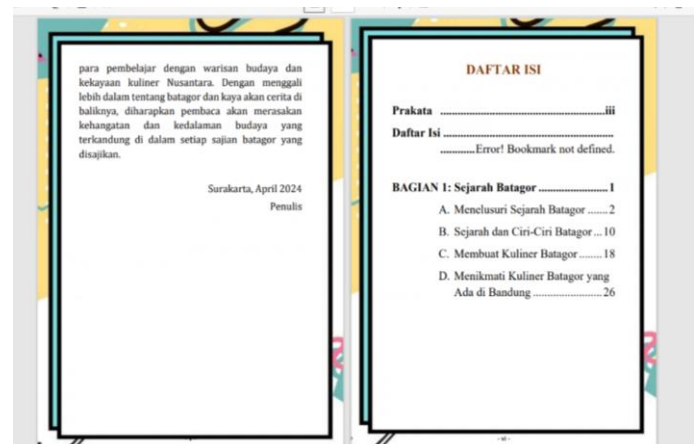 para pembelajar dengan warisan budaya dan
kekayaan kuliner Nusantara. Dengan menggali
lebih dalam tentang batagor dan kaya akan cerita di
baliknya, diharapkan pembaca akan merasakan
kehangatan dan kedalaman budaya yang
terkandung di dalam setiap sajian batagor yang
disajikan.
Surakarta, April 2024
Penulis
DAFTAR ISI
Prakata ........................................................iii
Daftar Isi ........................................................
............Error! Bookmark not defined.
BAGIAN 1: Sejarah Batagor ........................1
A. Menelusuri Sejarah Batagor .......2
B. Sejarah dan Ciri-Ciri Batagor ...10
C. Membuat Kuliner Batagor ........18
D. Menikmati Kuliner Batagor yang
Ada di Bandung ........................26